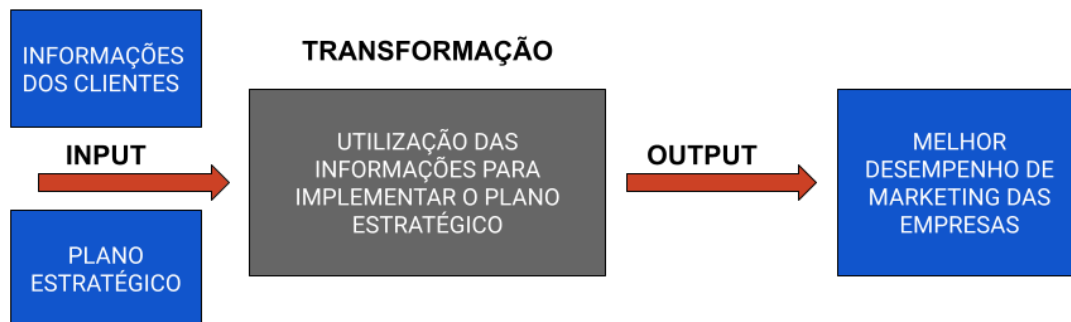 INFORMAÇÕES
DOS CLIENTES
INPUT
PLANO
ESTRATÉGICO
TRANSFORMAÇÃO
UTILIZAÇÃO DAS
INFORMAÇÕES PARA
IMPLEMENTAR O PLANO
ESTRATÉGICO
OUTPUT
MELHOR
DESEMPENHO DE
MARKETING DAS
EMPRESAS